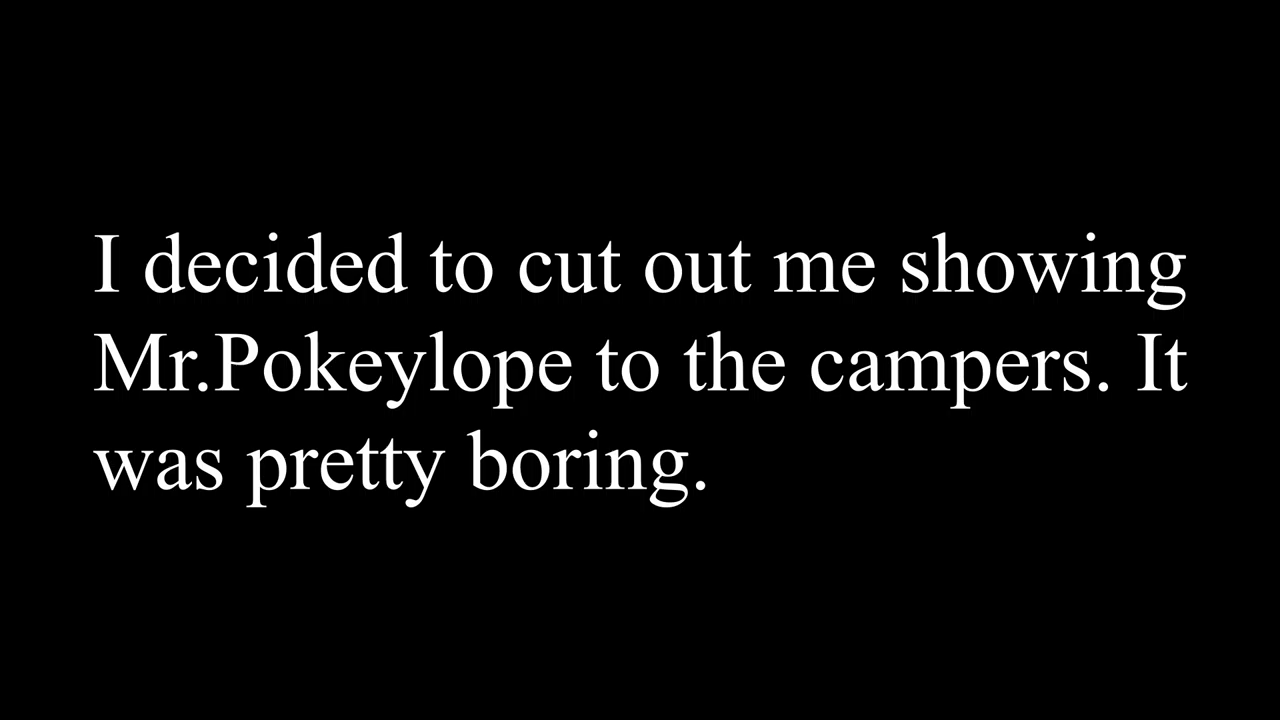 I decided to cut out me showing
Mr.Pokeylope to the campers. It
was pretty boring.